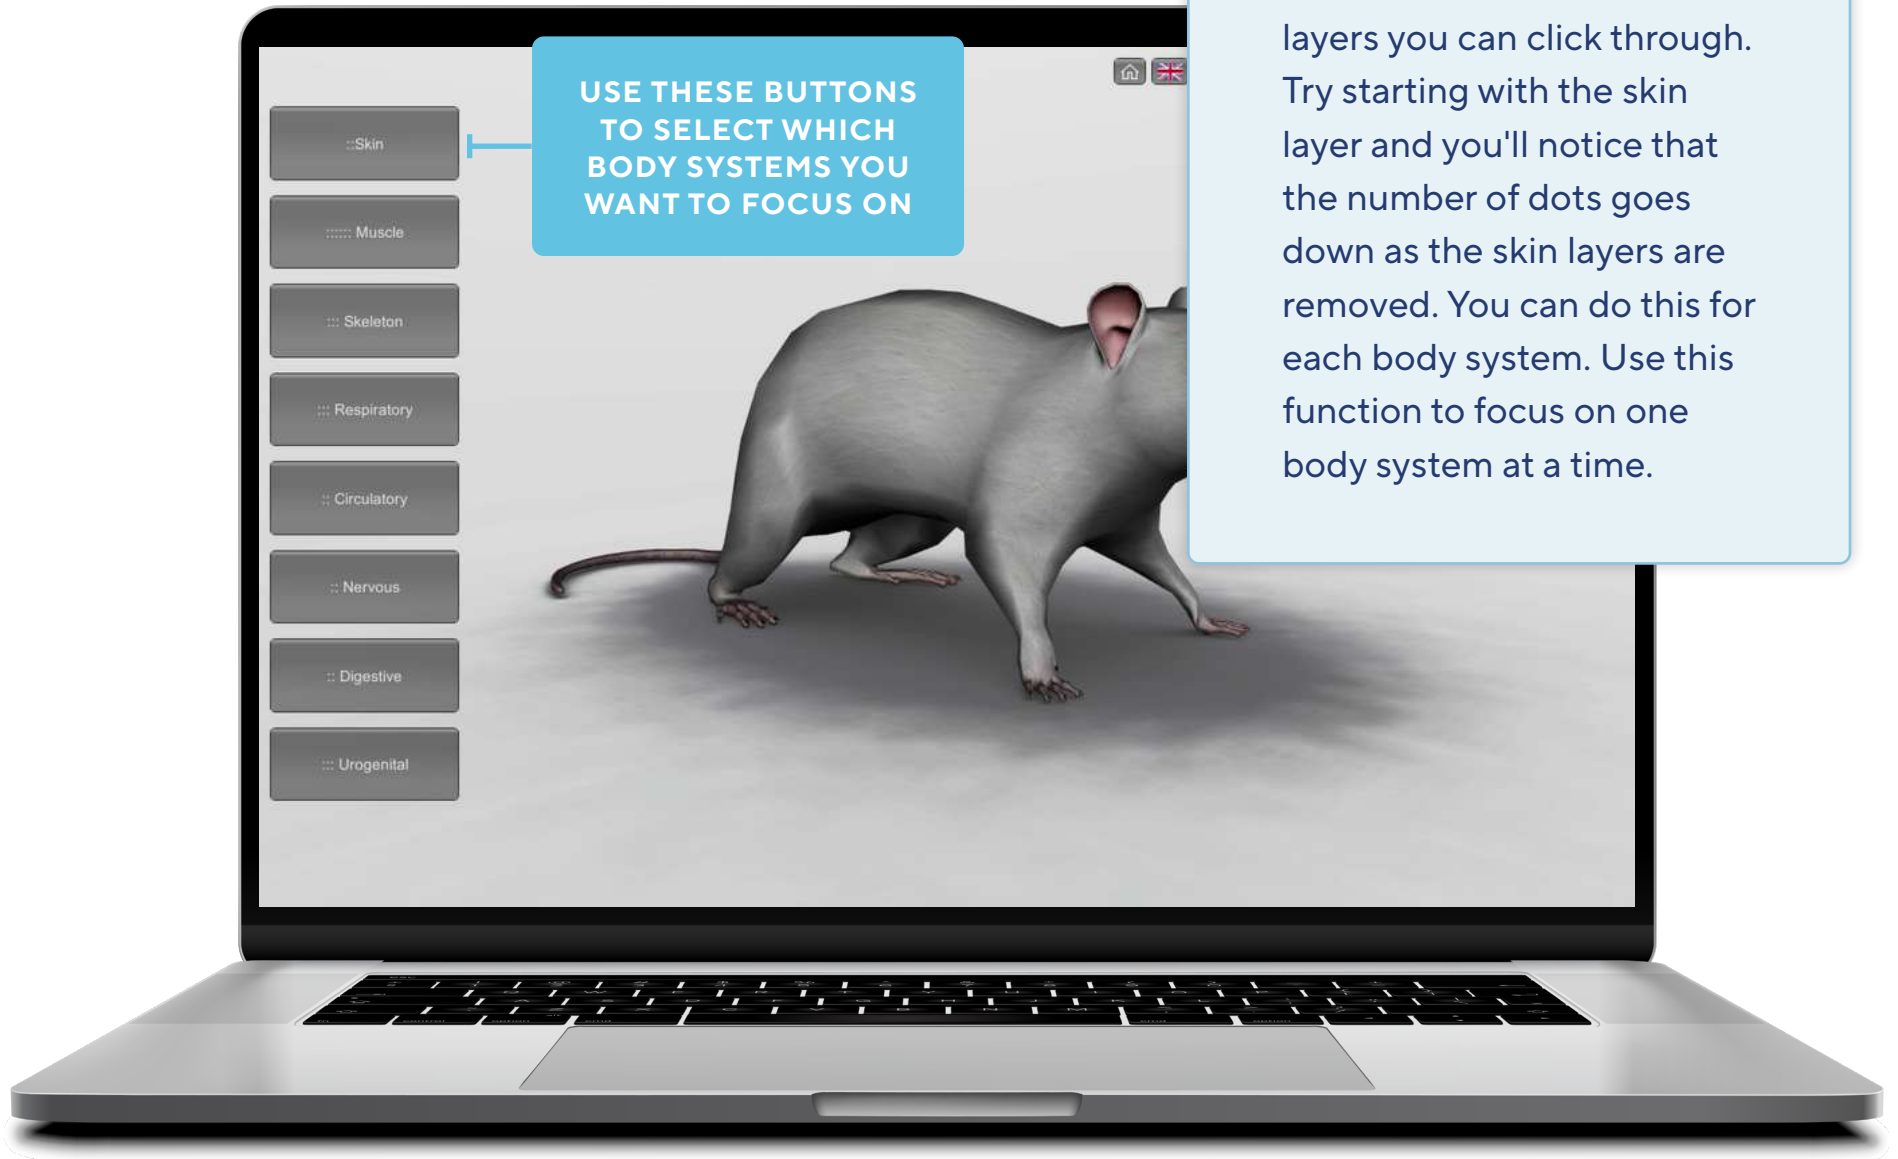 USE THESE BUTTONS
TO SELECT WHICH
BODY SYSTEMS YOU
WANT TO FOCUS ON
::Skin
:::::: Muscle
::: Skeleton
::: Respiratory
:: Circulatory
:: Nervous
:: Digestive
::: Urogenital
layers you can click through.
Try starting with the skin
layer and you'll notice that
the number of dots goes
down as the skin layers are
removed. You can do this for
each body system. Use this
function to focus on one
body system at a time.